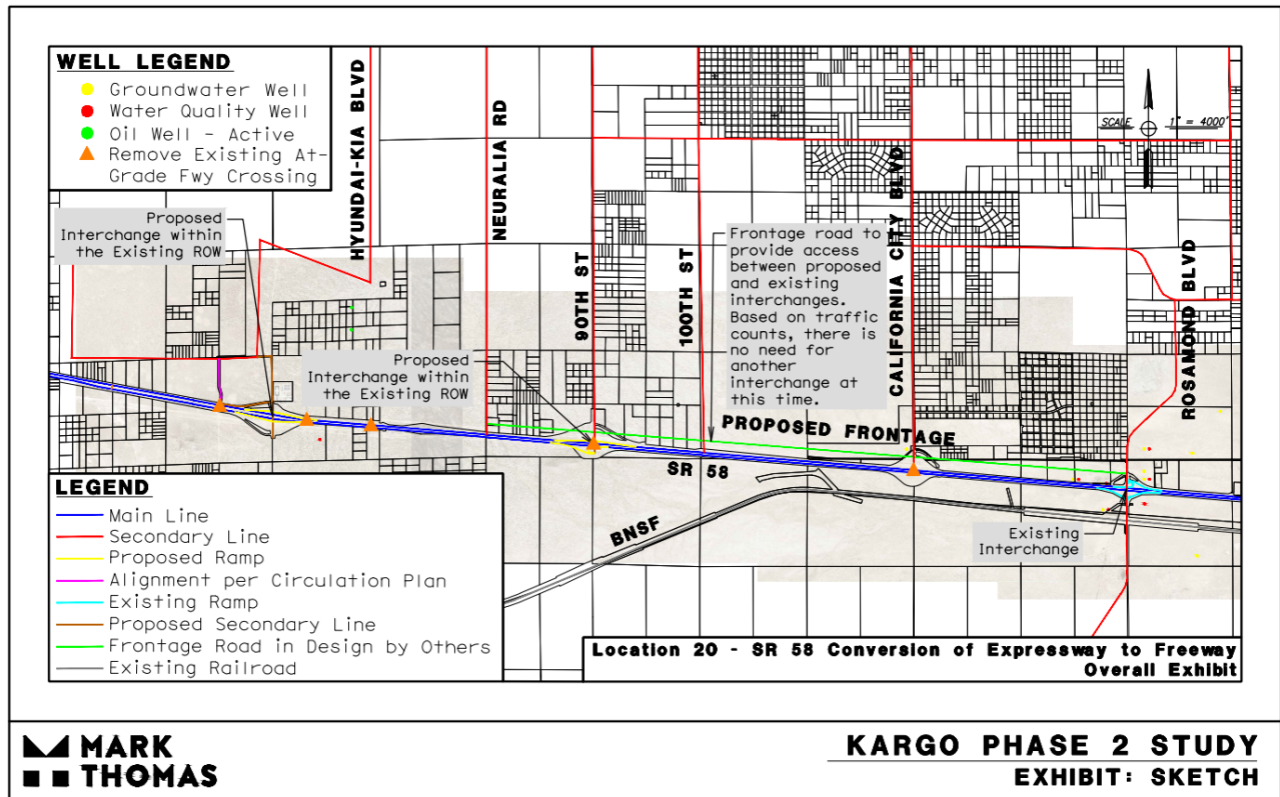 WELL LEGEND
Groundwater Well
Water Quality Well
Oil Well - Active
Remove Existing At-
Grade Fwy Crossing
HYUNDAI-KIA BLVD
NEURALIA RD
90TH ST
100TH ST
CALIFORNIA CITY BLVD
ROSAMOND BLVD
SCALE 1" = 4000'
Proposed
Interchange within
the Existing ROW
Proposed
Interchange within
the Existing ROW
Frontage road to
provide access
between proposed
and existing
interchanges.
Based on traffic
counts, there is
no need for
another
interchange at
this time.
PROPOSED FRONTAGE
SR 58
BNSF
Existing
Interchange
LEGEND
Main Line
Secondary Line
Proposed Ramp
Alignment per Circulation Plan
Existing Ramp
Proposed Secondary Line
Frontage Road in Design by Others
Existing Railroad
Location 20 - SR 58 Conversion of Expressway to Freeway
Overall Exhibit
MARK
THOMAS
KARGO PHASE 2 STUDY
EXHIBIT: SKETCH